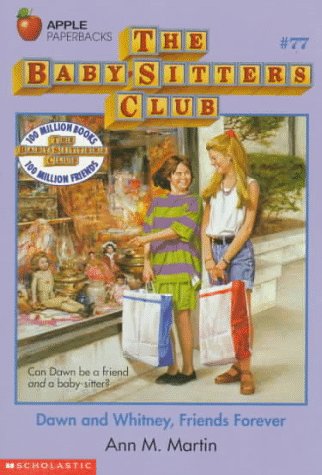 APPLE
PAPERBACKS
#77
THE
BABY-SITTERS
CLUB
100 MILLION BOOKS
THE
BABY-SITTERS
CLUB
100 MILLION FRIENDS
Can Dawn be a friend
and a baby-sitter?
Dawn and Whitney, Friends Forever
Ann M. Martin
SCHOLASTIC